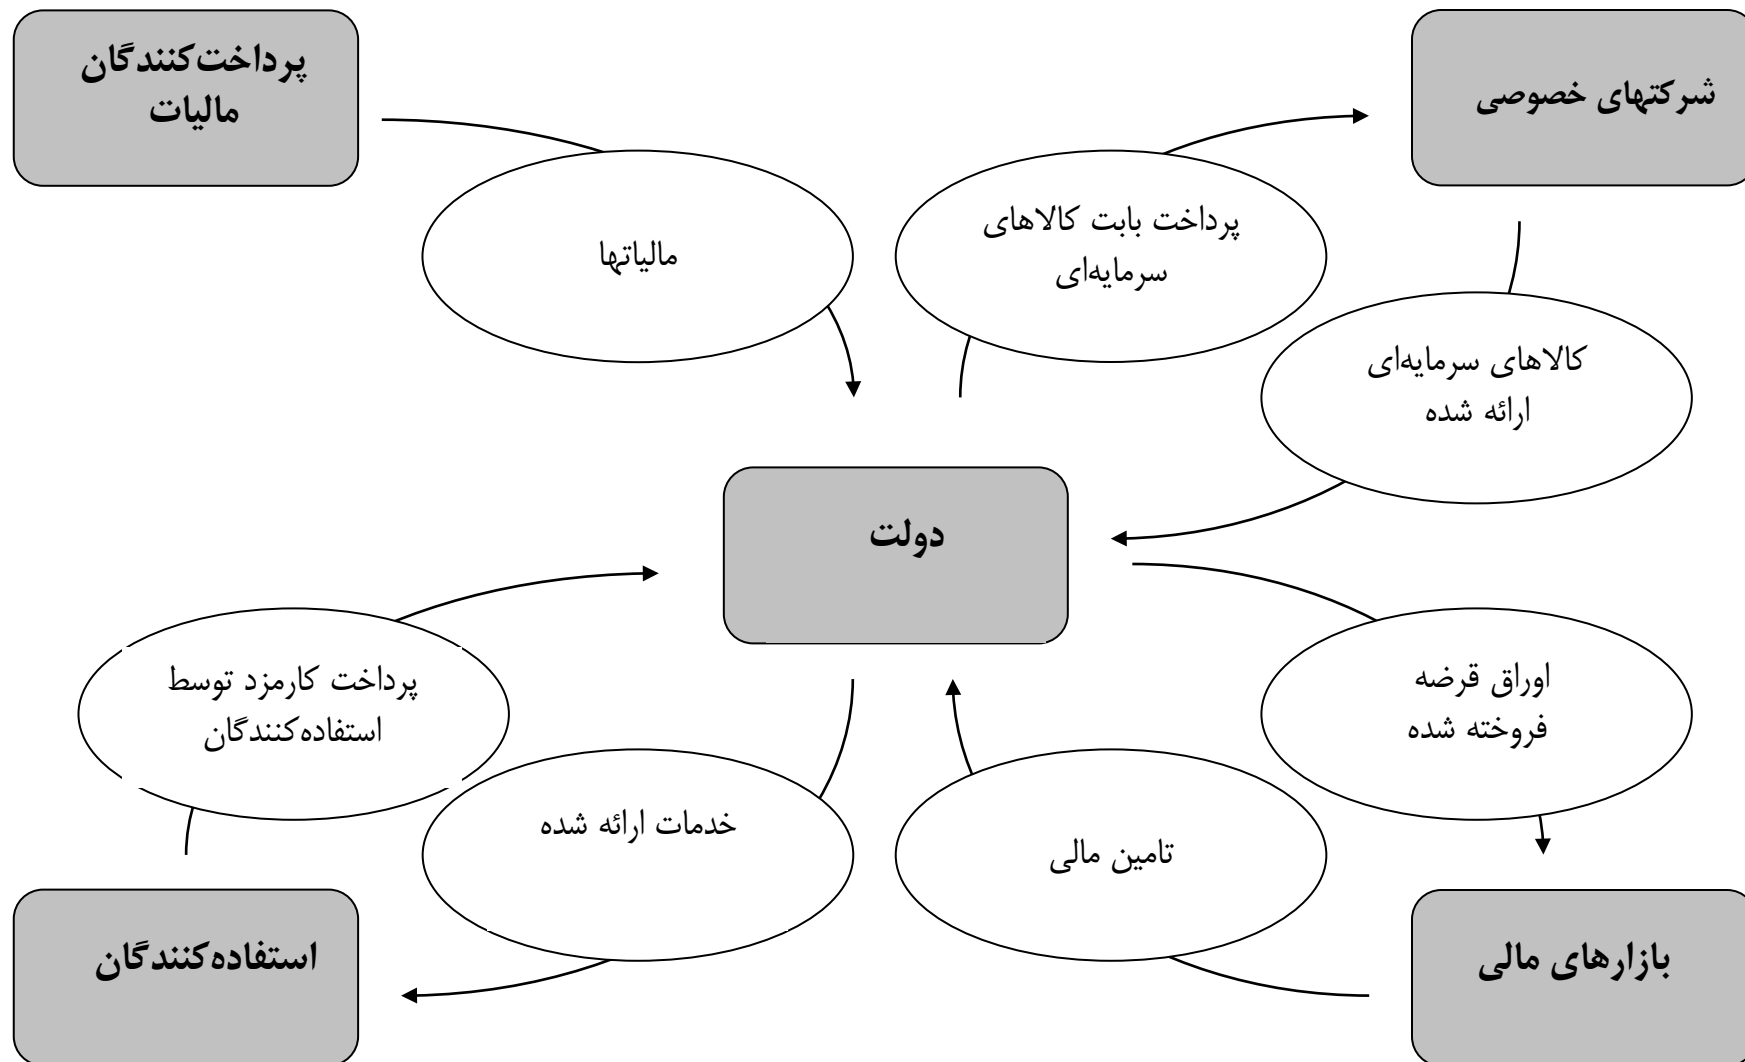 پرداخت‌کنندگان
مالیات
شرکتهای خصوصی
مالیاتها
پرداخت بابت کالاهای
سرمایه‌ای
کالاهای سرمایه‌ای
ارائه شده
دولت
پرداخت کارمزد توسط
استفاده‌کنندگان
اوراق قرضه
فروخته شده
خدمات ارائه شده
تامین مالی
استفاده‌کنندگان
بازارهای مالی